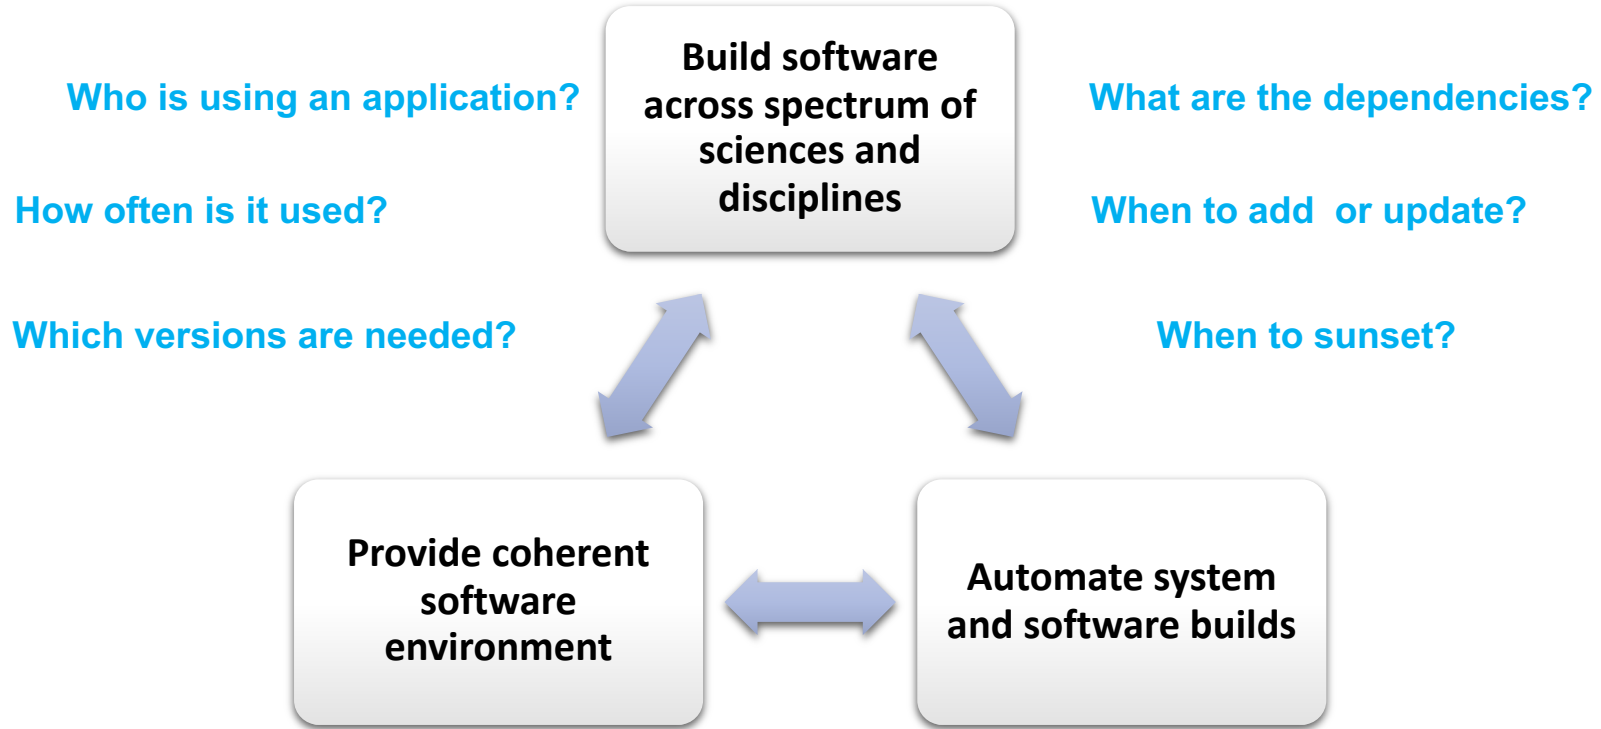 Build software
across spectrum of
sciences and
disciplines
Who is using an application?
How often is it used?
Which versions are needed?
What are the dependencies?
When to add  or update?
When to sunset?
Provide coherent
software
environment
Automate system
and software builds